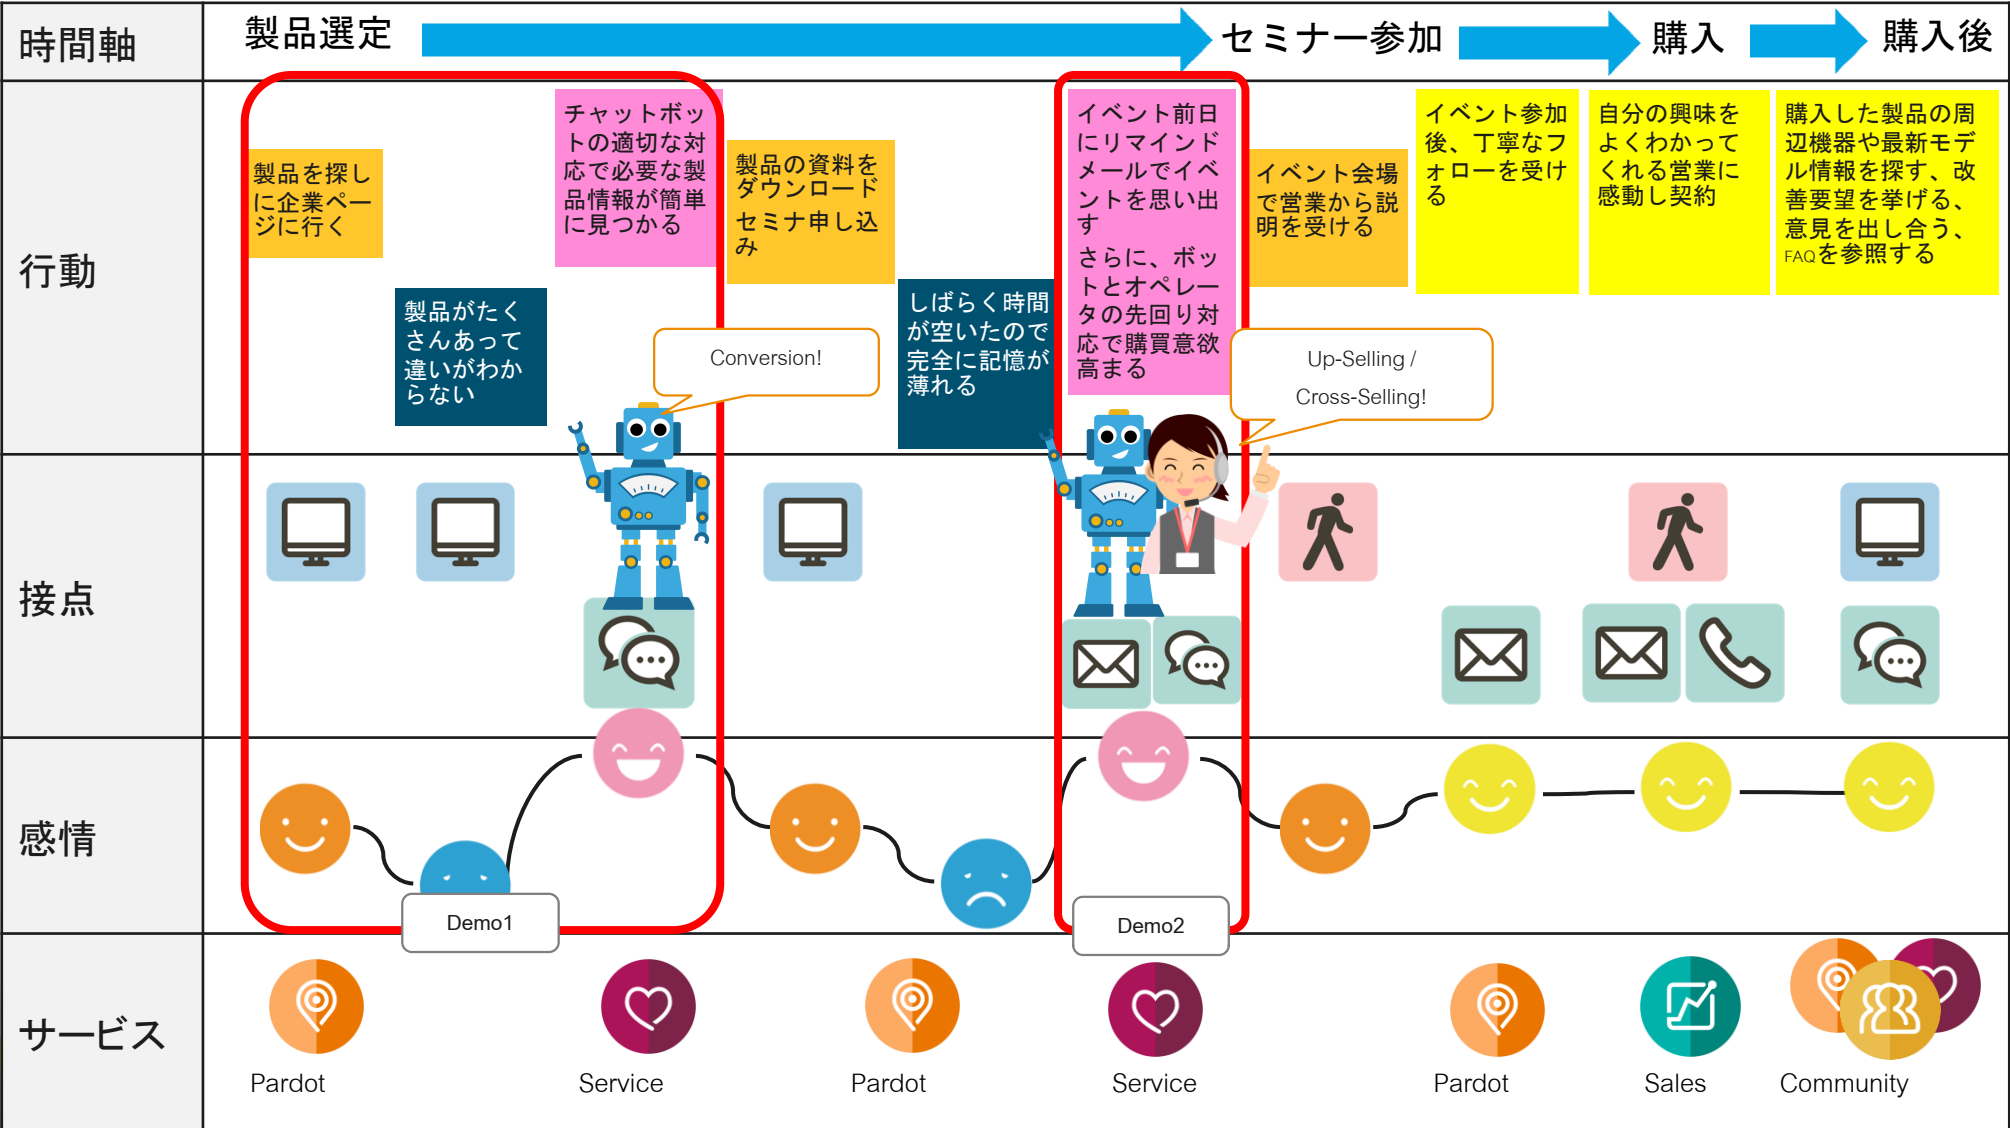 時間軸
製品選定
セミナー参加
購入
購入後
行動
製品を探し
に企業ペー
ジに行く
製品がたく
さんあって
違いがわか
らない
チャットボッ
トの適切な対
応で必要な製
品情報が簡単
に見つかる
Conversion!
製品の資料を
ダウンロード
セミナ申し込
み
しばらく時間
が空いたので
完全に記憶が
薄れる
イベント前日
にリマインド
メールでイベ
ントを思い出
す
さらに、ボッ
トとオペレー
タの先回り対
応で購買意欲
高まる
Up-Selling /
Cross-Selling!
イベント会場
で営業から説
明を受ける
イベント参加
後、丁寧なフ
ォローを受け
る
自分の興味を
よくわかって
くれる営業に
感動し契約
購入した製品の周
辺機器や最新モデ
ル情報を探す、改
善要望を挙げる、
意見を出し合う、
FAQを参照する
接点
感情
Demo1
Demo2
サービス
Pardot
Service
Pardot
Service
Pardot
Sales
Community